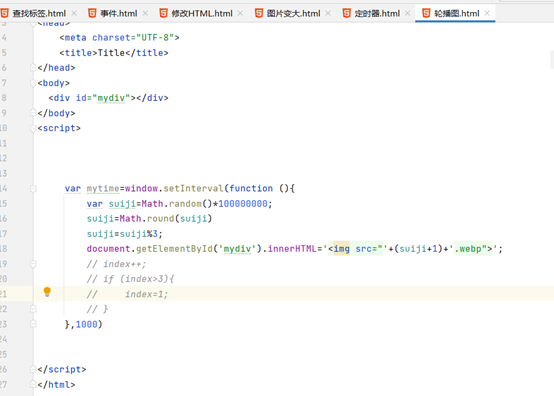 查找标签.html 事件.html 修改HTML.html 图片变大.html 定时器.html 轮播图.html
3 <head>
4 <meta charset="UTF-8">
5 <title>Title</title>
6 </head>
7 <body>
8 <div id="mydiv"></div>
9 </body>
10 <script>
11
12
13
14 var mytime=window.setInterval(function (){
15 var suiji=Math.random()*100000000;
16 suiji=Math.round(suiji)
17 suiji=suiji%3;
18 document.getElementById('mydiv').innerHTML='<img src="'+(suiji+1)+'.webp">';
19 // index++;
20 // if (index>3){
21 //     index=1;
22 // }
23 },1000)
24
25
26 </script>
27 </html>